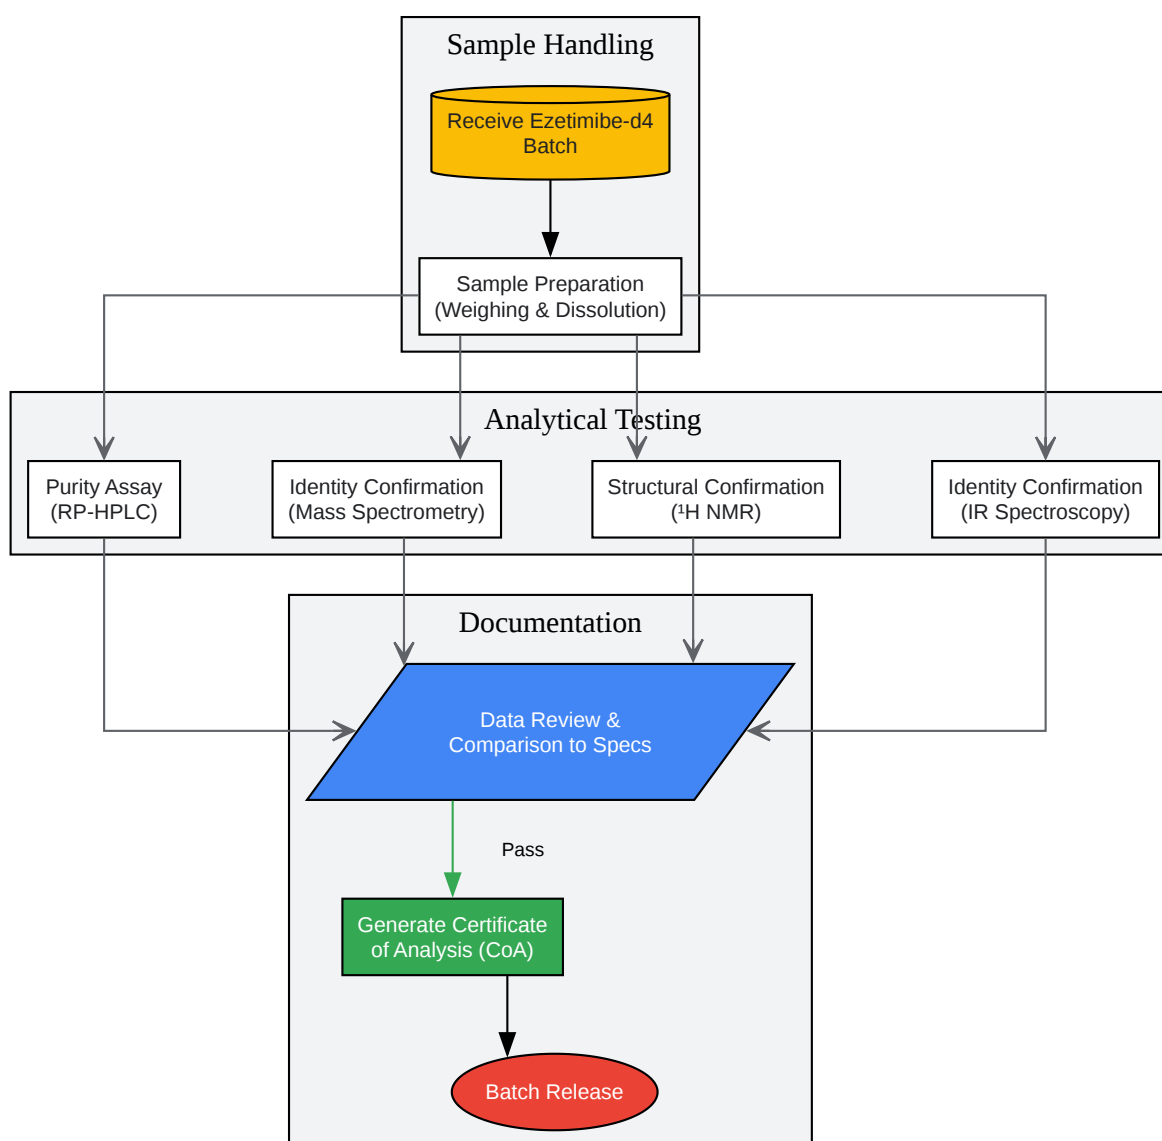 Sample Handling
Receive Ezetimibe-d4
Batch
Sample Preparation
(Weighing & Dissolution)
Analytical Testing
Purity Assay
(RP-HPLC)
Identity Confirmation
(Mass Spectrometry)
Structural Confirmation
(¹H NMR)
Identity Confirmation
(IR Spectroscopy)
Documentation
Data Review &
Comparison to Specs
Pass
Generate Certificate
of Analysis (CoA)
Batch Release